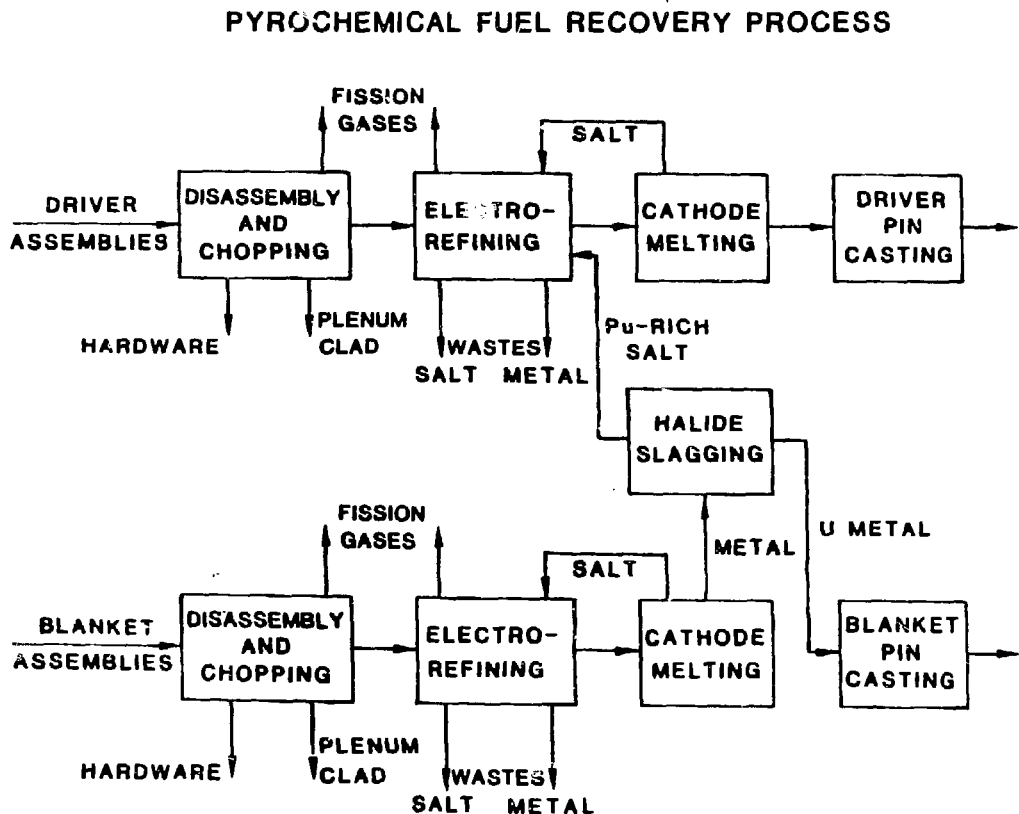 PYROCHEMICAL FUEL RECOVERY PROCESS
FISSION
GASES
SALT
DRIVER
ASSEMBLIES
DISASSEMBLY
AND
CHOPPING
ELECTRO-
REFINING
CATHODE
MELTING
DRIVER
PIN
CASTING
HARDWARE
PLENUM
CLAD
WASTES
SALT METAL
Pu-RICH
SALT
HALIDE
SLAGGING
FISSION
GASES
METAL
U METAL
SALT
BLANKET
ASSEMBLIES
DISASSEMBLY
AND
CHOPPING
ELECTRO-
REFINING
CATHODE
MELTING
BLANKET
PIN
CASTING
HARDWARE
PLENUM
CLAD
WASTES
SALT METAL